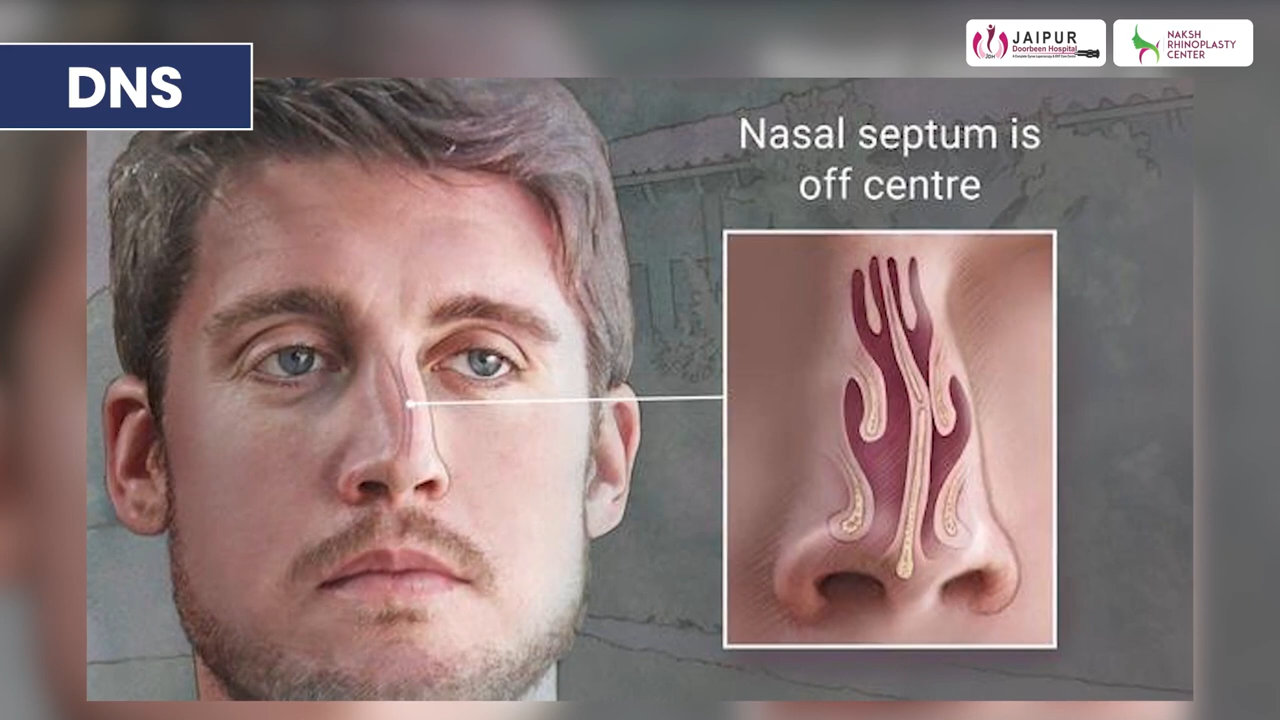 DNS
JAIPUR
Doorbeen Hospital
NAKSH
RHINOPLASTY
CENTER
Nasal septum is
off centre